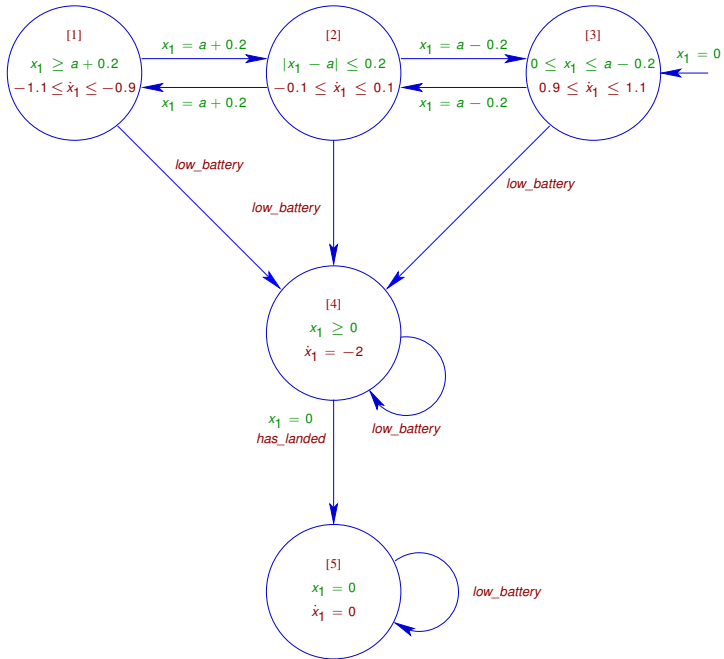 [1]
x₁ ≥ a + 0.2
−1.1 ≤ ẋ₁ ≤ −0.9
x₁ = a + 0.2
x₁ = a + 0.2
[2]
|x₁ − a| ≤ 0.2
−0.1 ≤ ẋ₁ ≤ 0.1
x₁ = a − 0.2
x₁ = a − 0.2
[3]
0 ≤ x₁ ≤ a − 0.2
0.9 ≤ ẋ₁ ≤ 1.1
x₁ = 0
low_battery
low_battery
low_battery
[4]
x₁ ≥ 0
ẋ₁ = −2
low_battery
x₁ = 0
has_landed
[5]
x₁ = 0
ẋ₁ = 0
low_battery